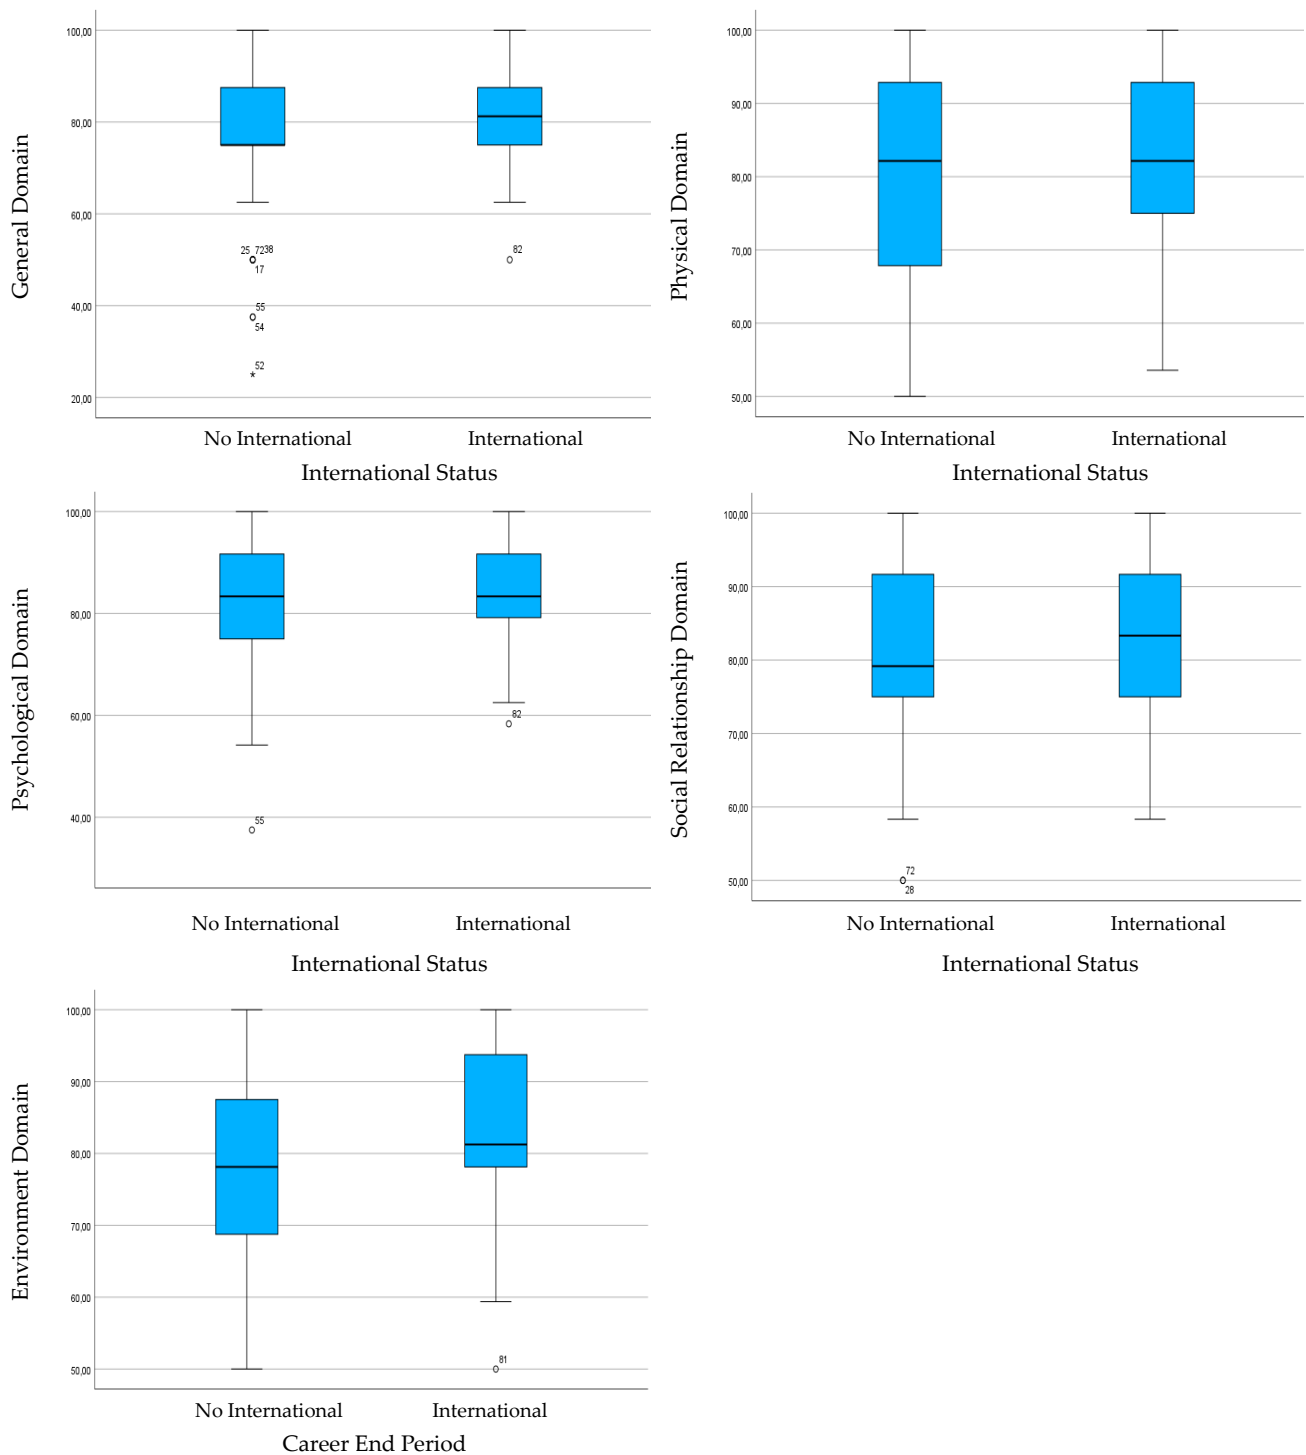 General Domain
100,00
80,00
60,00
40,00
20,00
25 7238
17
55
54
52
82
No International International
International Status
Physical Domain
100,00
90,00
80,00
70,00
60,00
50,00
No International International
International Status
Psychological Domain
100,00
80,00
60,00
40,00
55
82
No International International
International Status
Social Relationship Domain
100,00
90,00
80,00
70,00
60,00
50,00
72
28
No International International
International Status
Environment Domain
100,00
90,00
80,00
70,00
60,00
50,00
81
No International International
Career End Period